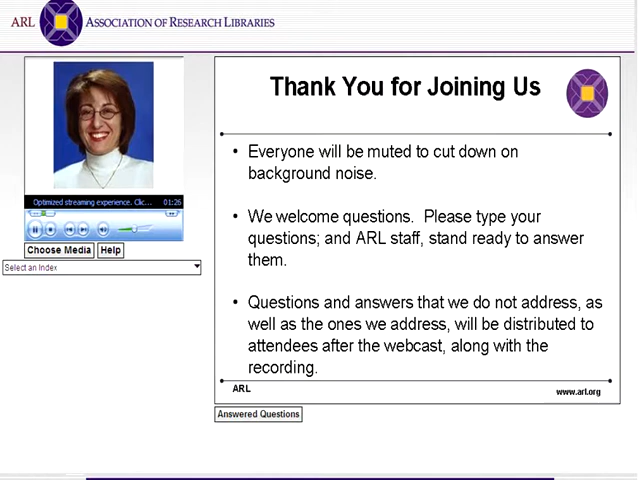 ARL ASSOCIATION OF RESEARCH LIBRARIES
Optimized streaming experience. Clic... 01:26
Choose Media Help
Select an Index
Thank You for Joining Us
• Everyone will be muted to cut down on
background noise.
• We welcome questions. Please type your
questions; and ARL staff, stand ready to answer
them.
• Questions and answers that we do not address, as
well as the ones we address, will be distributed to
attendees after the webcast, along with the
recording.
ARL www.arl.org
Answered Questions